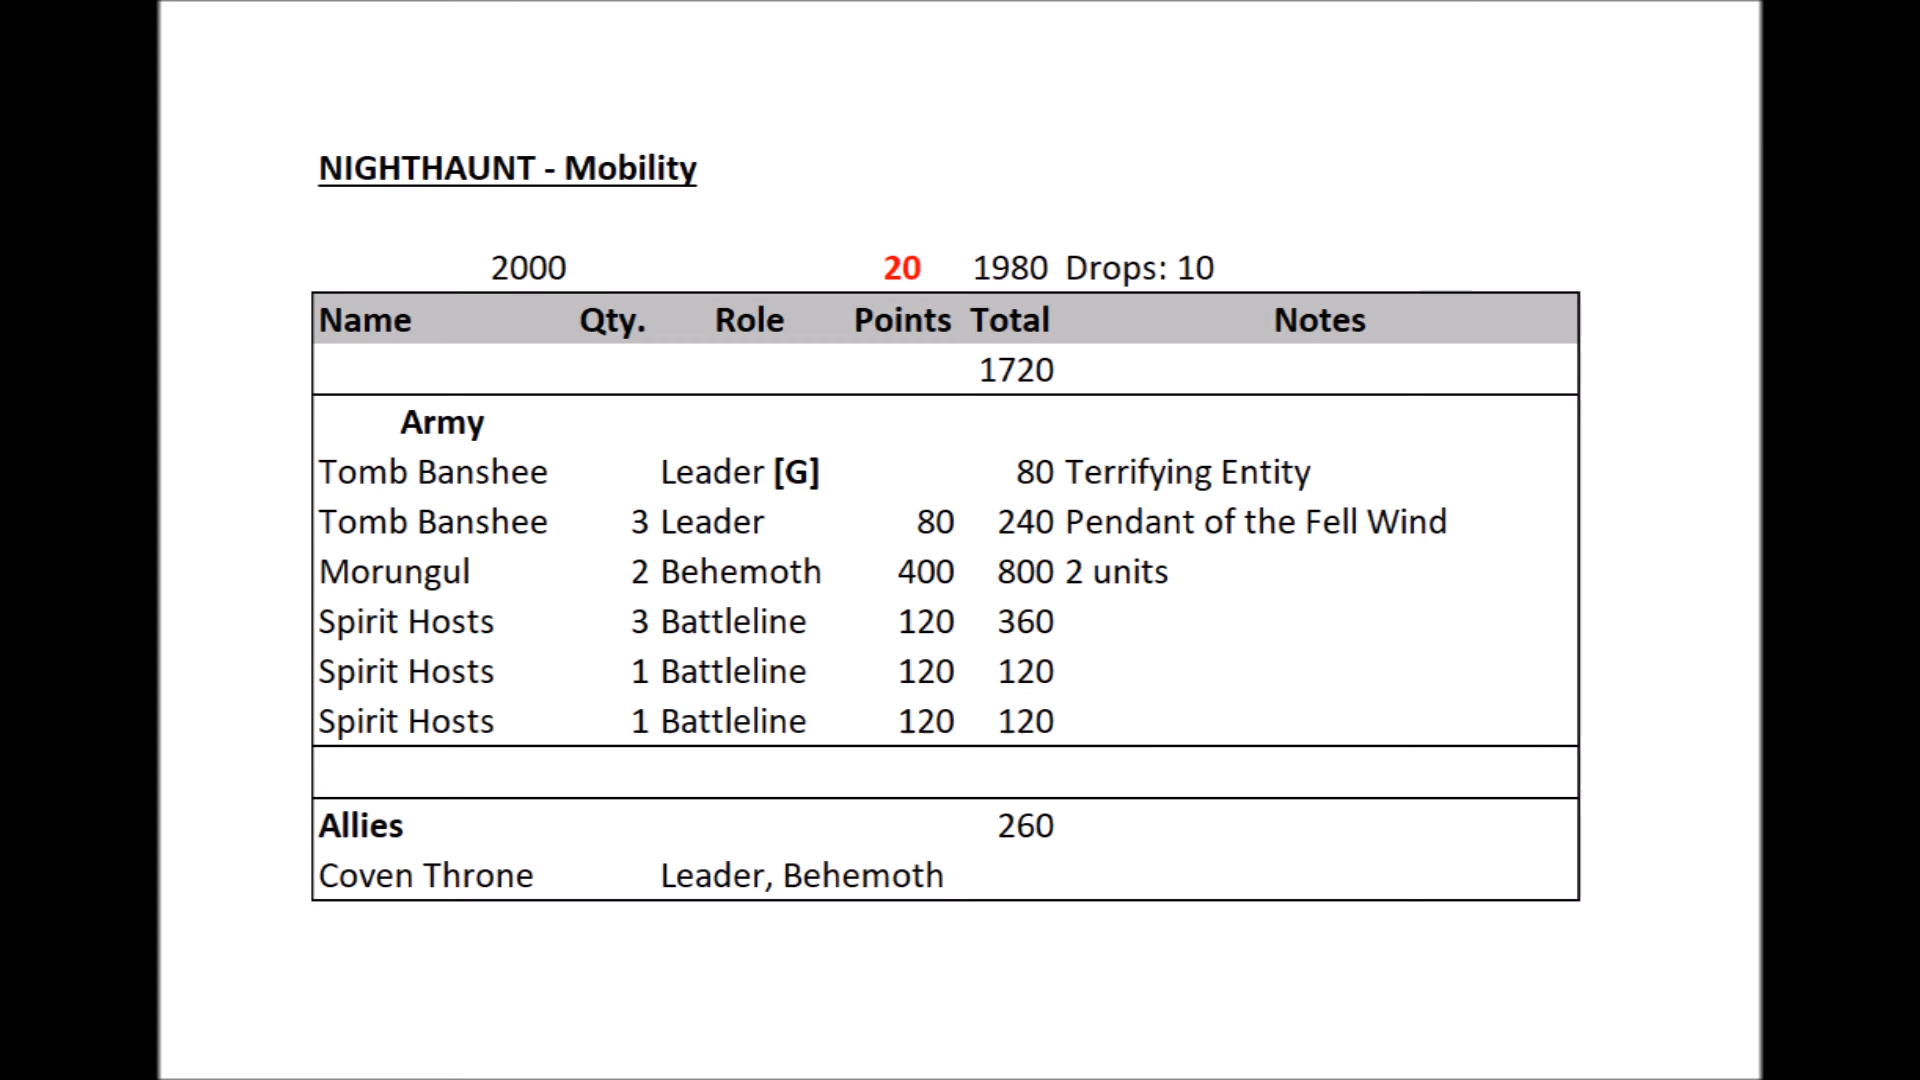 NIGHTHAUNT - Mobility
2000 20 1980 Drops: 10
Name Qty. Role Points Total Notes
1720
Army
Tomb Banshee Leader [G] 80 Terrifying Entity
Tomb Banshee 3 Leader 80 240 Pendant of the Fell Wind
Morungul 2 Behemoth 400 800 2 units
Spirit Hosts 3 Battleline 120 360
Spirit Hosts 1 Battleline 120 120
Spirit Hosts 1 Battleline 120 120
Allies 260
Coven Throne Leader, Behemoth